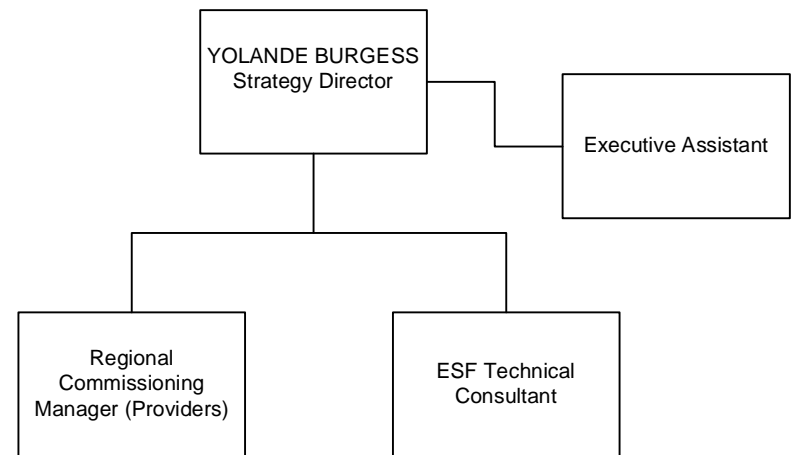 YOLANDE BURGESS
Strategy Director
Executive Assistant
Regional
Commissioning
Manager (Providers)
ESF Technical
Consultant